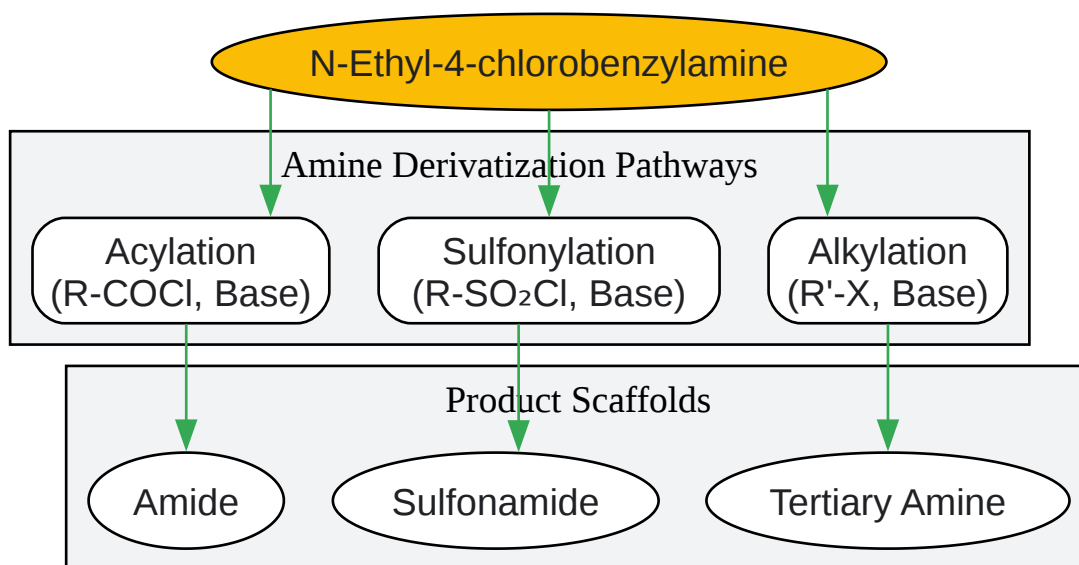 N-Ethyl-4-chlorobenzylamine
Amine Derivatization Pathways
Acylation
(R-COCl, Base)
Sulfonylation
(R-SO₂Cl, Base)
Alkylation
(R'-X, Base)
Product Scaffolds
Amide
Sulfonamide
Tertiary Amine